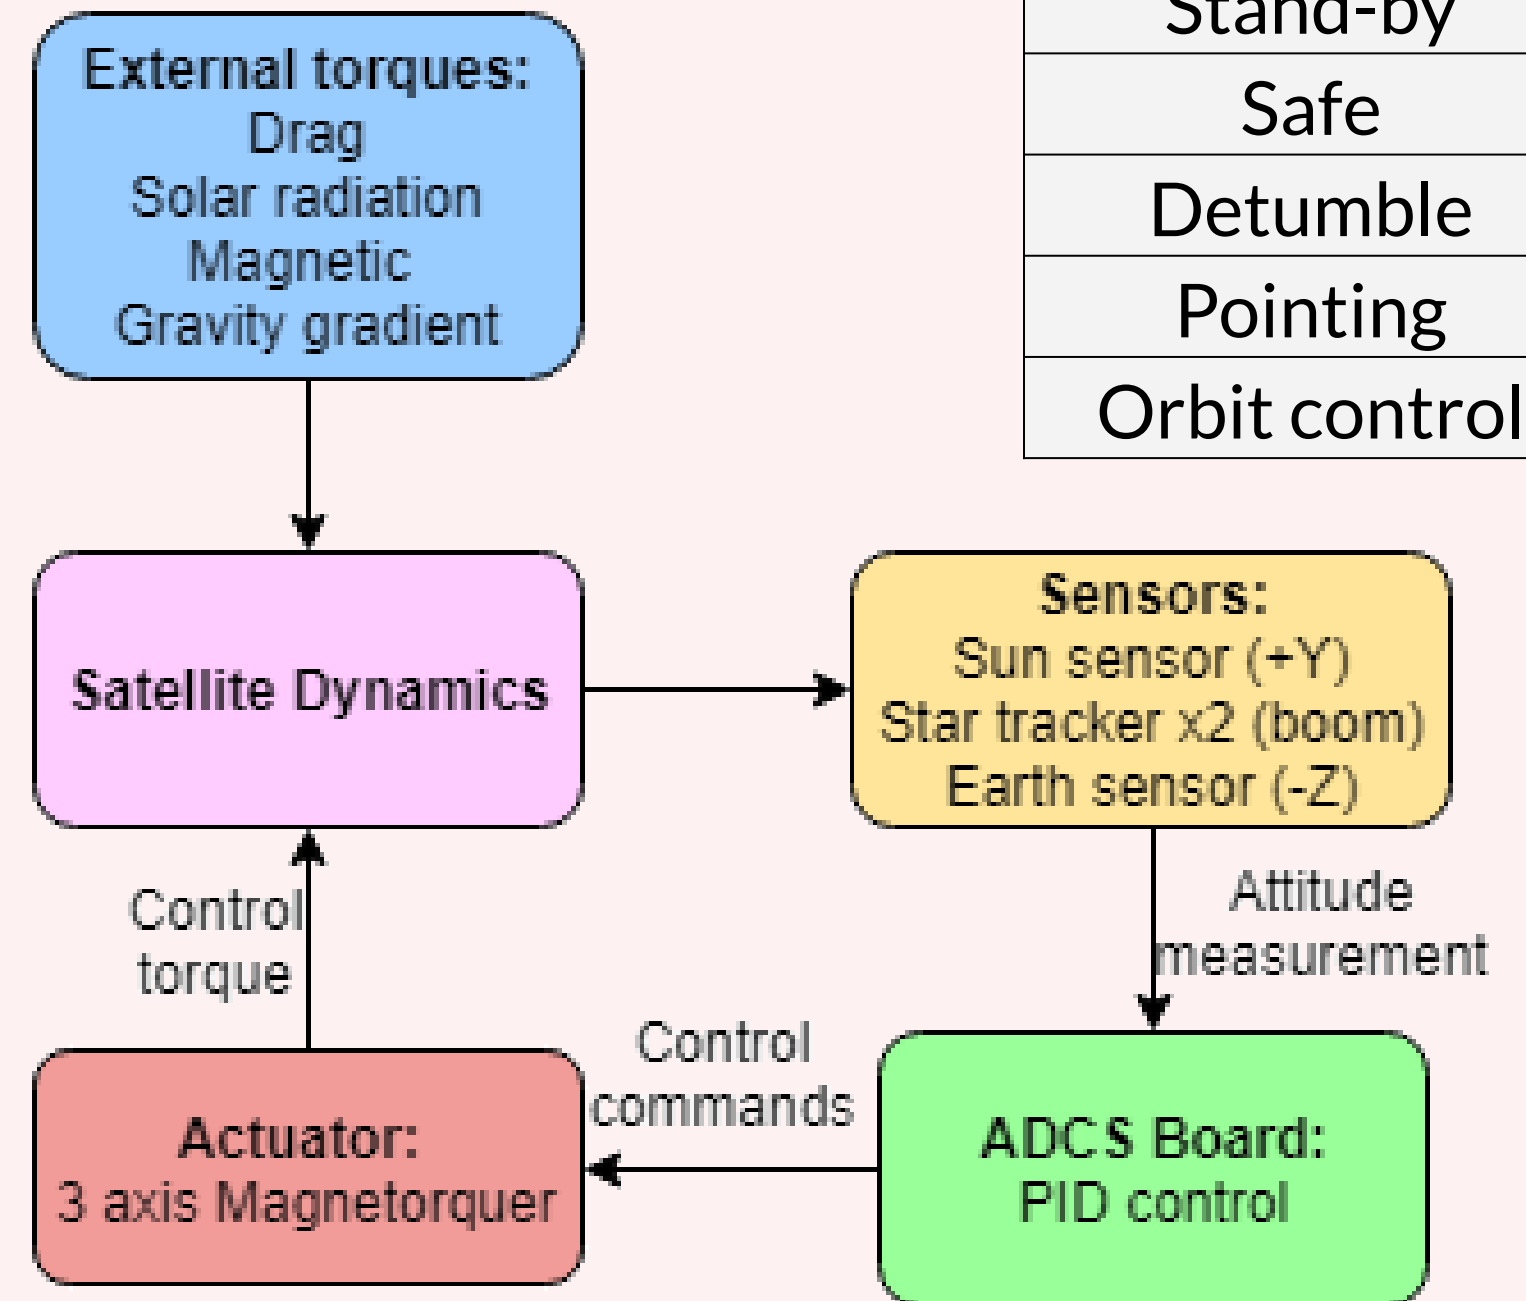 External torques:
Drag
Solar radiation
Magnetic
Gravity gradient
Stand-by
Safe
Detumble
Pointing
Orbit control
Satellite Dynamics
Sensors:
Sun sensor (+Y)
Star tracker x2 (boom)
Earth sensor (-Z)
Control
torque
Attitude
measurement
Control
commands
Actuator:
3 axis Magnetorquer
ADCS Board:
PID control